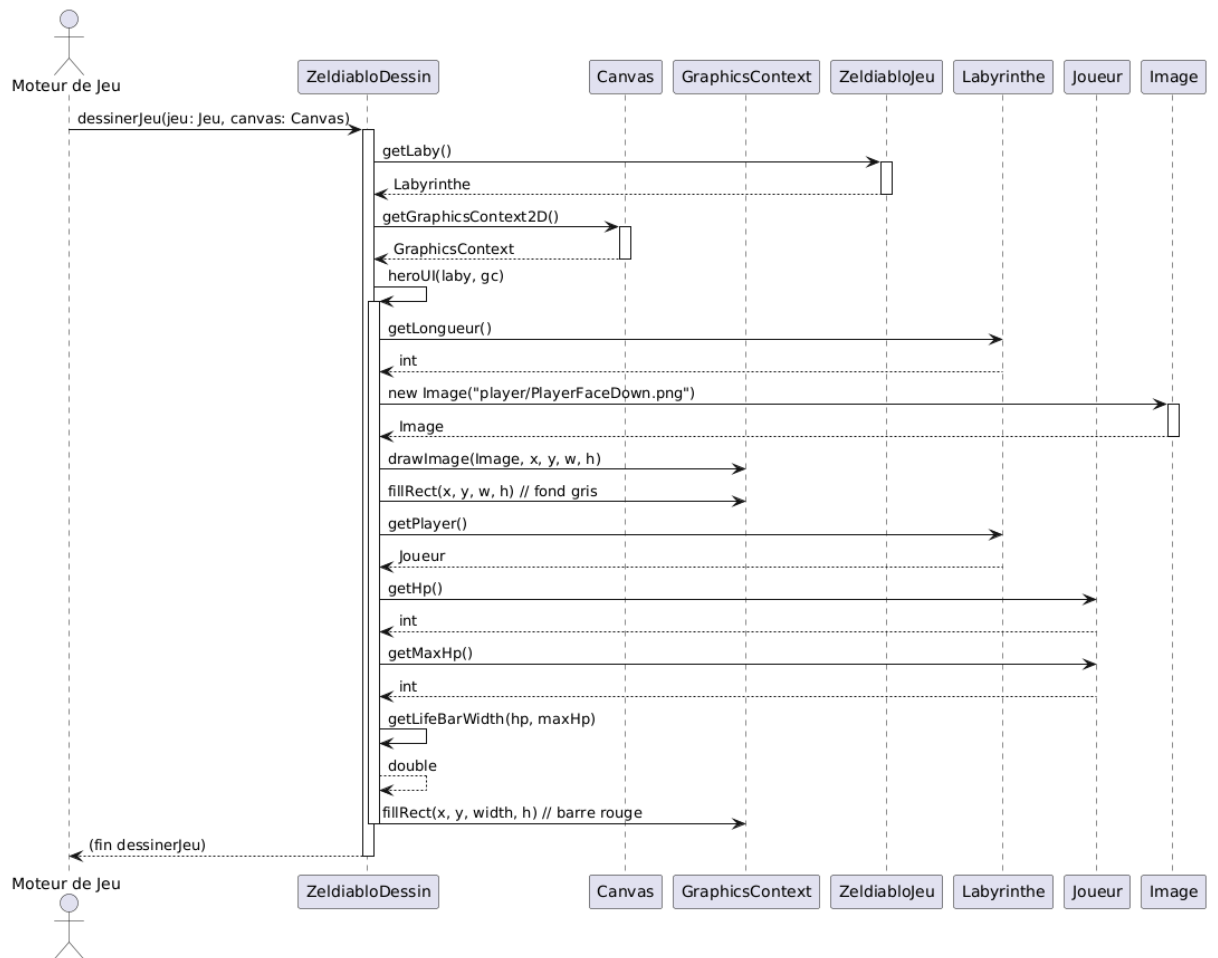 Moteur de Jeu
ZeldiabloDessin
Canvas
GraphicsContext
ZeldiabloJeu
Labyrinthe
Joueur
Image
dessinerJeu(jeu: Jeu, canvas: Canvas)
getLaby()
Labyrinthe
getGraphicsContext2D()
GraphicsContext
heroUI(laby, gc)
getLongueur()
int
new Image("player/PlayerFaceDown.png")
Image
drawImage(Image, x, y, w, h)
fillRect(x, y, w, h) // fond gris
getPlayer()
Joueur
getHp()
int
getMaxHp()
int
getLifeBarWidth(hp, maxHp)
double
fillRect(x, y, width, h) // barre rouge
(fin dessinerJeu)
Moteur de Jeu
ZeldiabloDessin
Canvas
GraphicsContext
ZeldiabloJeu
Labyrinthe
Joueur
Image